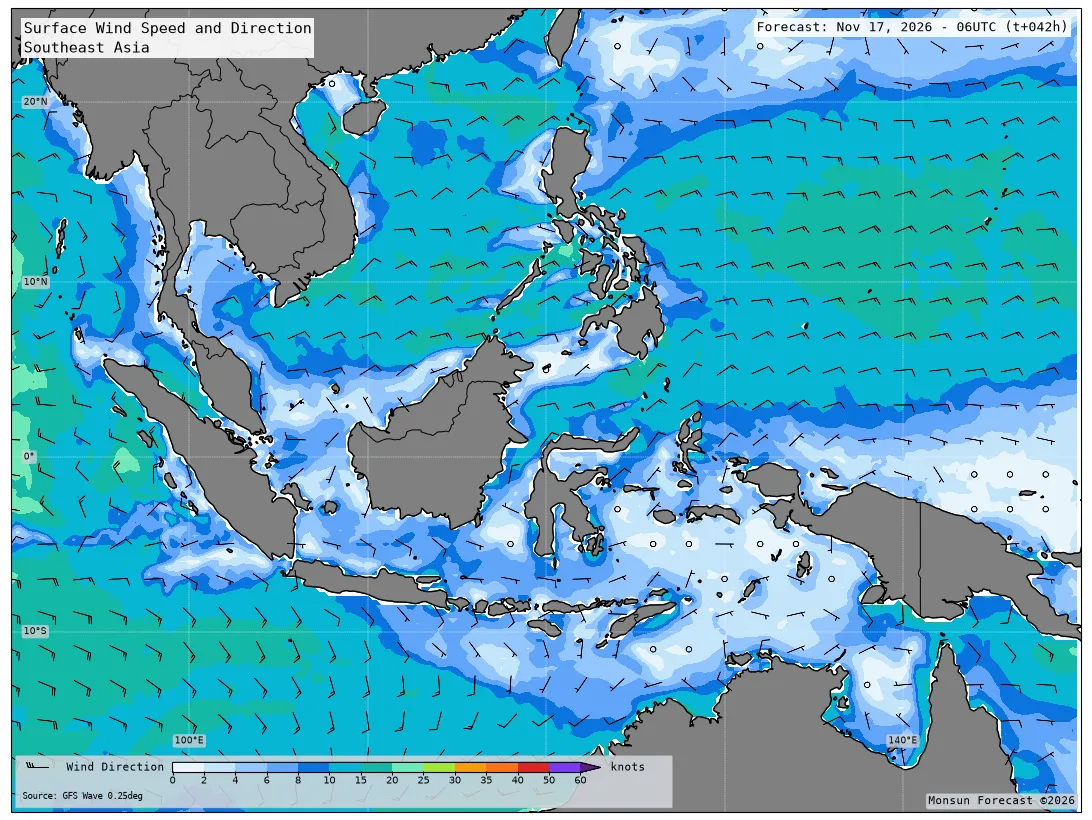 Surface Wind Speed and Direction
Southeast Asia
Forecast: Nov 17, 2026 - 06UTC (t+042h)
20°N
10°N
0°
10°S
100°E
140°E
Wind Direction
knots
0 2 4 6 8 10 15 20 25 30 35 40 50 60
Source: GFS Wave 0.25deg
Monsun Forecast ©2026